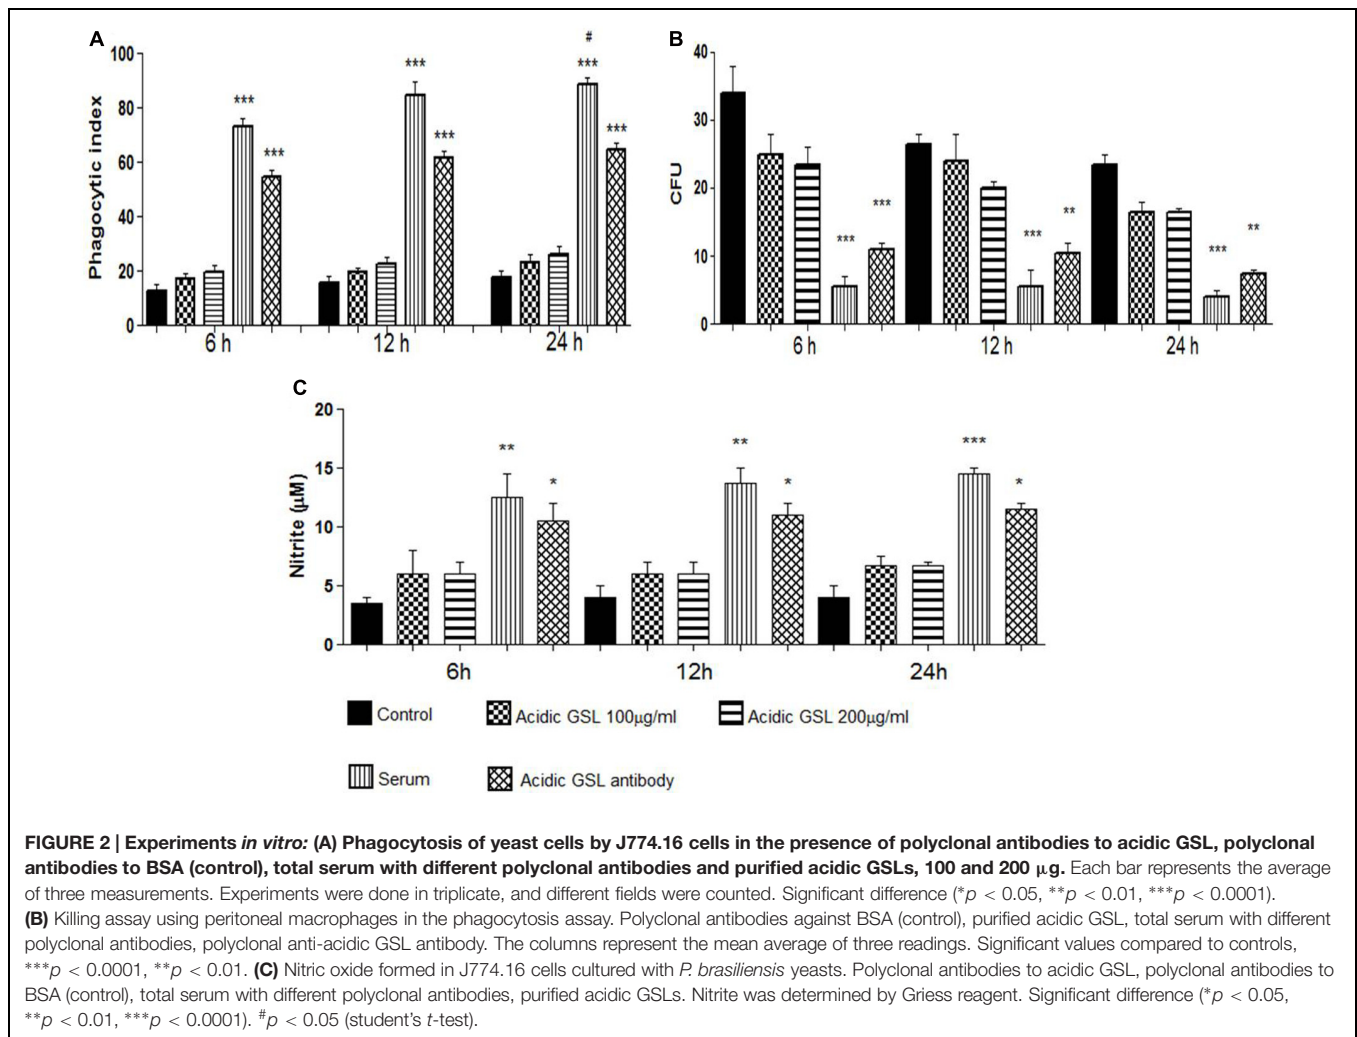 A
Phagocytic index
100
80
60
40
20
0
***
***
***
***
#
***
***
6 h
12 h
24 h
B
CFU
40
30
20
10
0
***
***
***
**
***
**
6 h
12 h
24 h
C
Nitrite (μM)
20
15
10
5
0
**
*
**
*
***
*
6h
12h
24h
Control
Acidic GSL 100μg/ml
Acidic GSL 200μg/ml
Serum
Acidic GSL antibody
FIGURE 2 | Experiments in vitro: (A) Phagocytosis of yeast cells by J774.16 cells in the presence of polyclonal antibodies to acidic GSL, polyclonal
antibodies to BSA (control), total serum with different polyclonal antibodies and purified acidic GSLs, 100 and 200 μg. Each bar represents the average
of three measurements. Experiments were done in triplicate, and different fields were counted. Significant difference (*p < 0.05, **p < 0.01, ***p < 0.0001).
(B) Killing assay using peritoneal macrophages in the phagocytosis assay. Polyclonal antibodies against BSA (control), purified acidic GSL, total serum with different
polyclonal antibodies, polyclonal anti-acidic GSL antibody. The columns represent the mean average of three readings. Significant values compared to controls,
***p < 0.0001, **p < 0.01. (C) Nitric oxide formed in J774.16 cells cultured with P. brasiliensis yeasts. Polyclonal antibodies to acidic GSL, polyclonal antibodies to
BSA (control), total serum with different polyclonal antibodies, purified acidic GSLs. Nitrite was determined by Griess reagent. Significant difference (*p < 0.05,
**p < 0.01, ***p < 0.0001). #p < 0.05 (student's t-test).